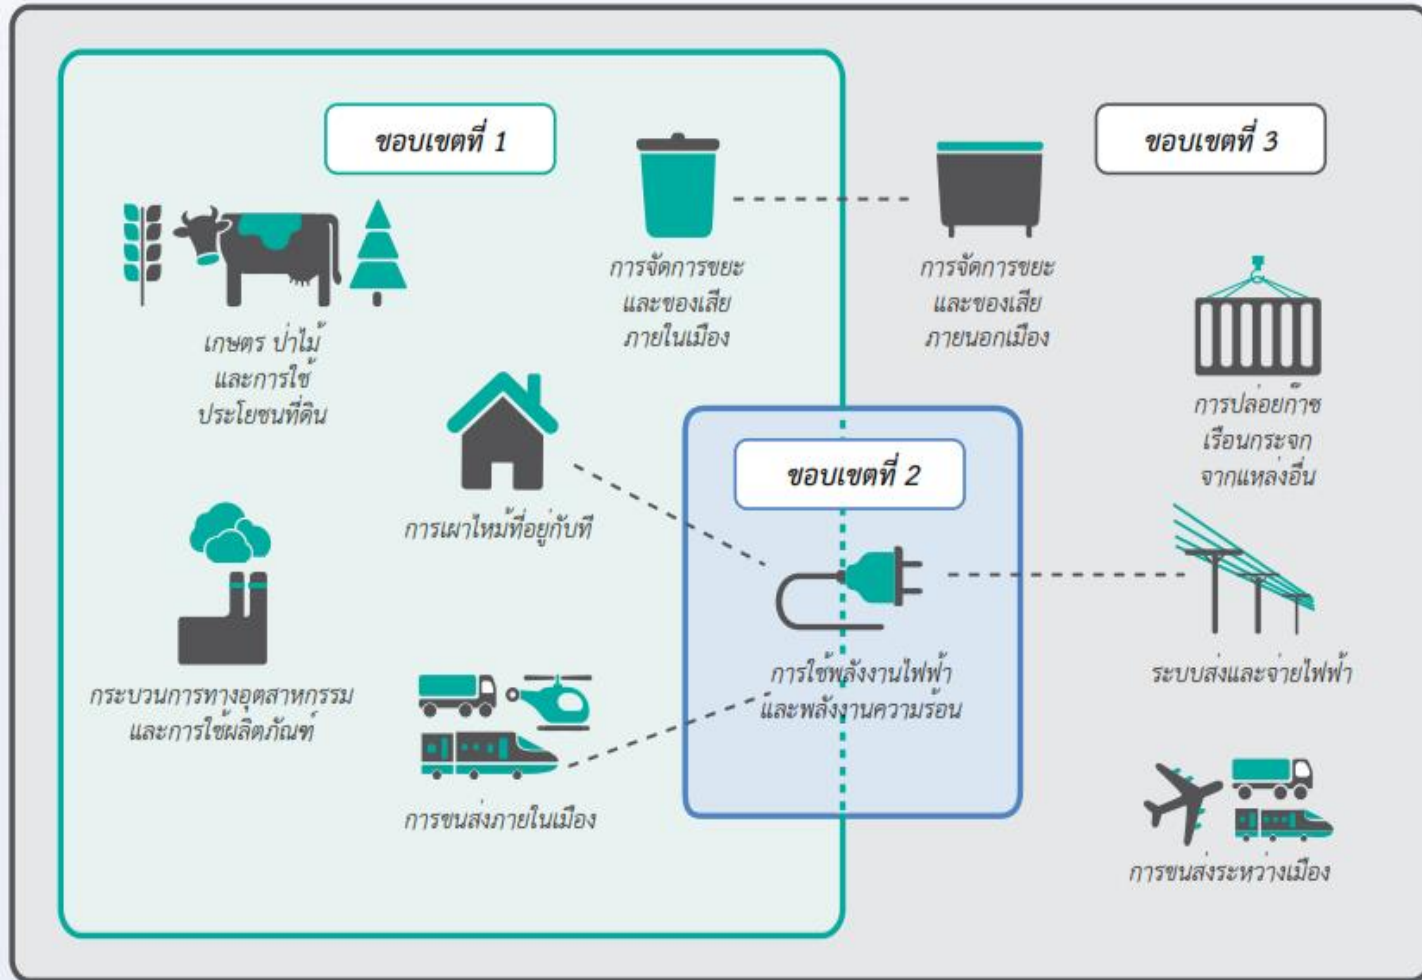 ขอบเขตที่ 1
ขอบเขตที่ 3
การจัดการขยะ
และของเสีย
ภายในเมือง
การจัดการขยะ
และของเสีย
ภายนอกเมือง
เกษตร ป่าไม้
และการใช้
ประโยชน์ที่ดิน
การปล่อยก๊าซ
เรือนกระจก
จากแหล่งอื่น
ขอบเขตที่ 2
การเผาไหม้ที่อยู่กับที่
การใช้พลังงานไฟฟ้า
และพลังงานความร้อน
ระบบส่งและจ่ายไฟฟ้า
กระบวนการทางอุตสาหกรรม
และการใช้ผลิตภัณฑ์
การขนส่งภายในเมือง
การขนส่งระหว่างเมือง